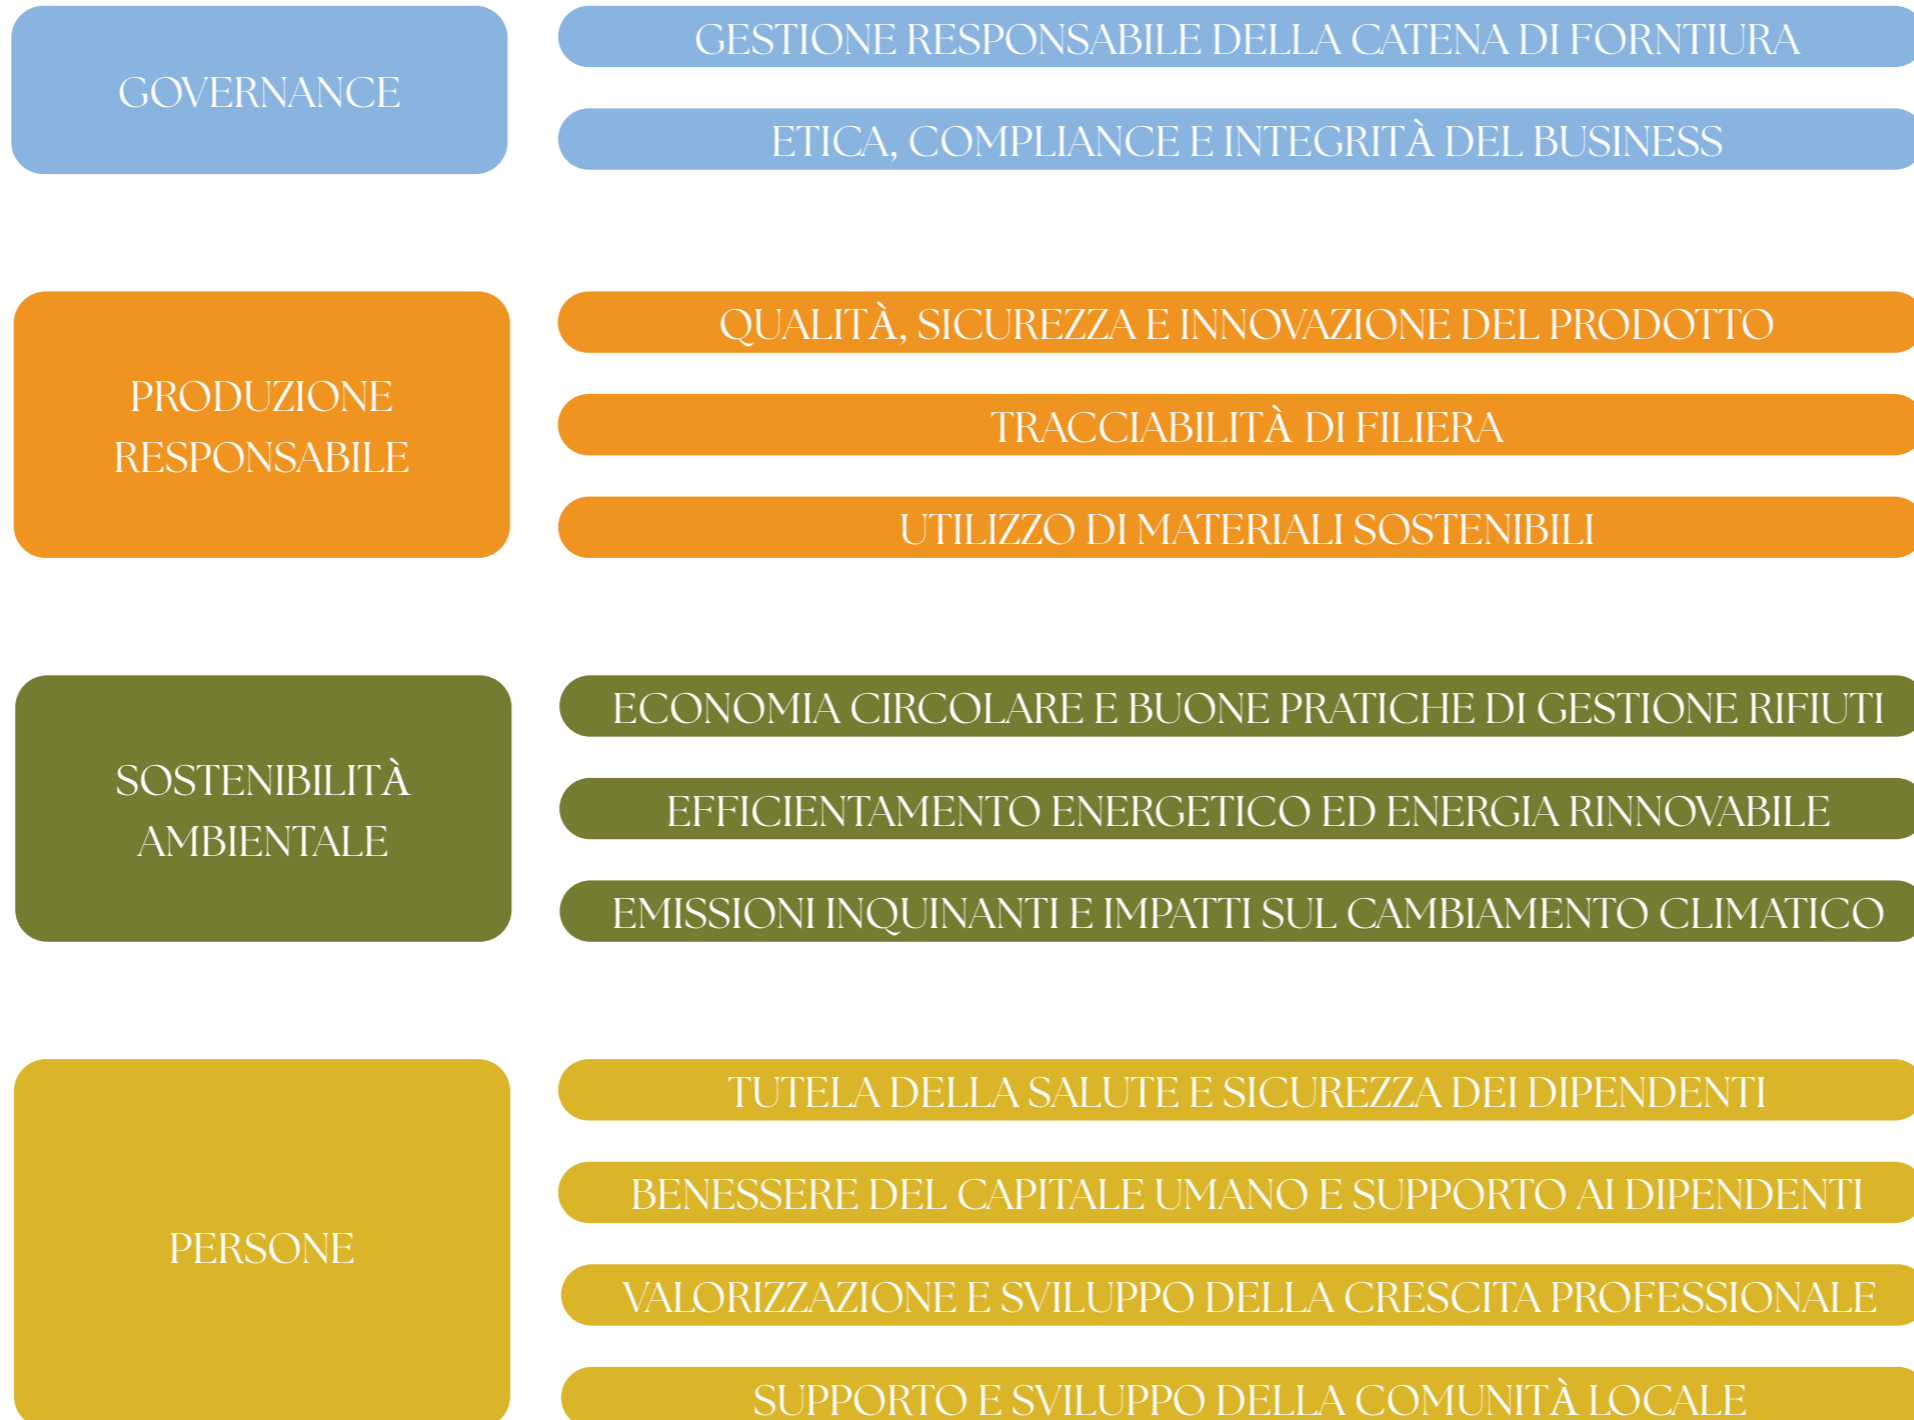 GOVERNANCE
GESTIONE RESPONSABILE DELLA CATENA DI FORNTIURA
ETICA, COMPLIANCE E INTEGRITÀ DEL BUSINESS
PRODUZIONE
RESPONSABILE
QUALITÀ, SICUREZZA E INNOVAZIONE DEL PRODOTTO
TRACCIABILITÀ DI FILIERA
UTILIZZO DI MATERIALI SOSTENIBILI
SOSTENIBILITÀ
AMBIENTALE
ECONOMIA CIRCOLARE E BUONE PRATICHE DI GESTIONE RIFIUTI
EFFICIENTAMENTO ENERGETICO ED ENERGIA RINNOVABILE
EMISSIONI INQUINANTI E IMPATTI SUL CAMBIAMENTO CLIMATICO
PERSONE
TUTELA DELLA SALUTE E SICUREZZA DEI DIPENDENTI
BENESSERE DEL CAPITALE UMANO E SUPPORTO AI DIPENDENTI
VALORIZZAZIONE E SVILUPPO DELLA CRESCITA PROFESSIONALE
SUPPORTO E SVILUPPO DELLA COMUNITÀ LOCALE